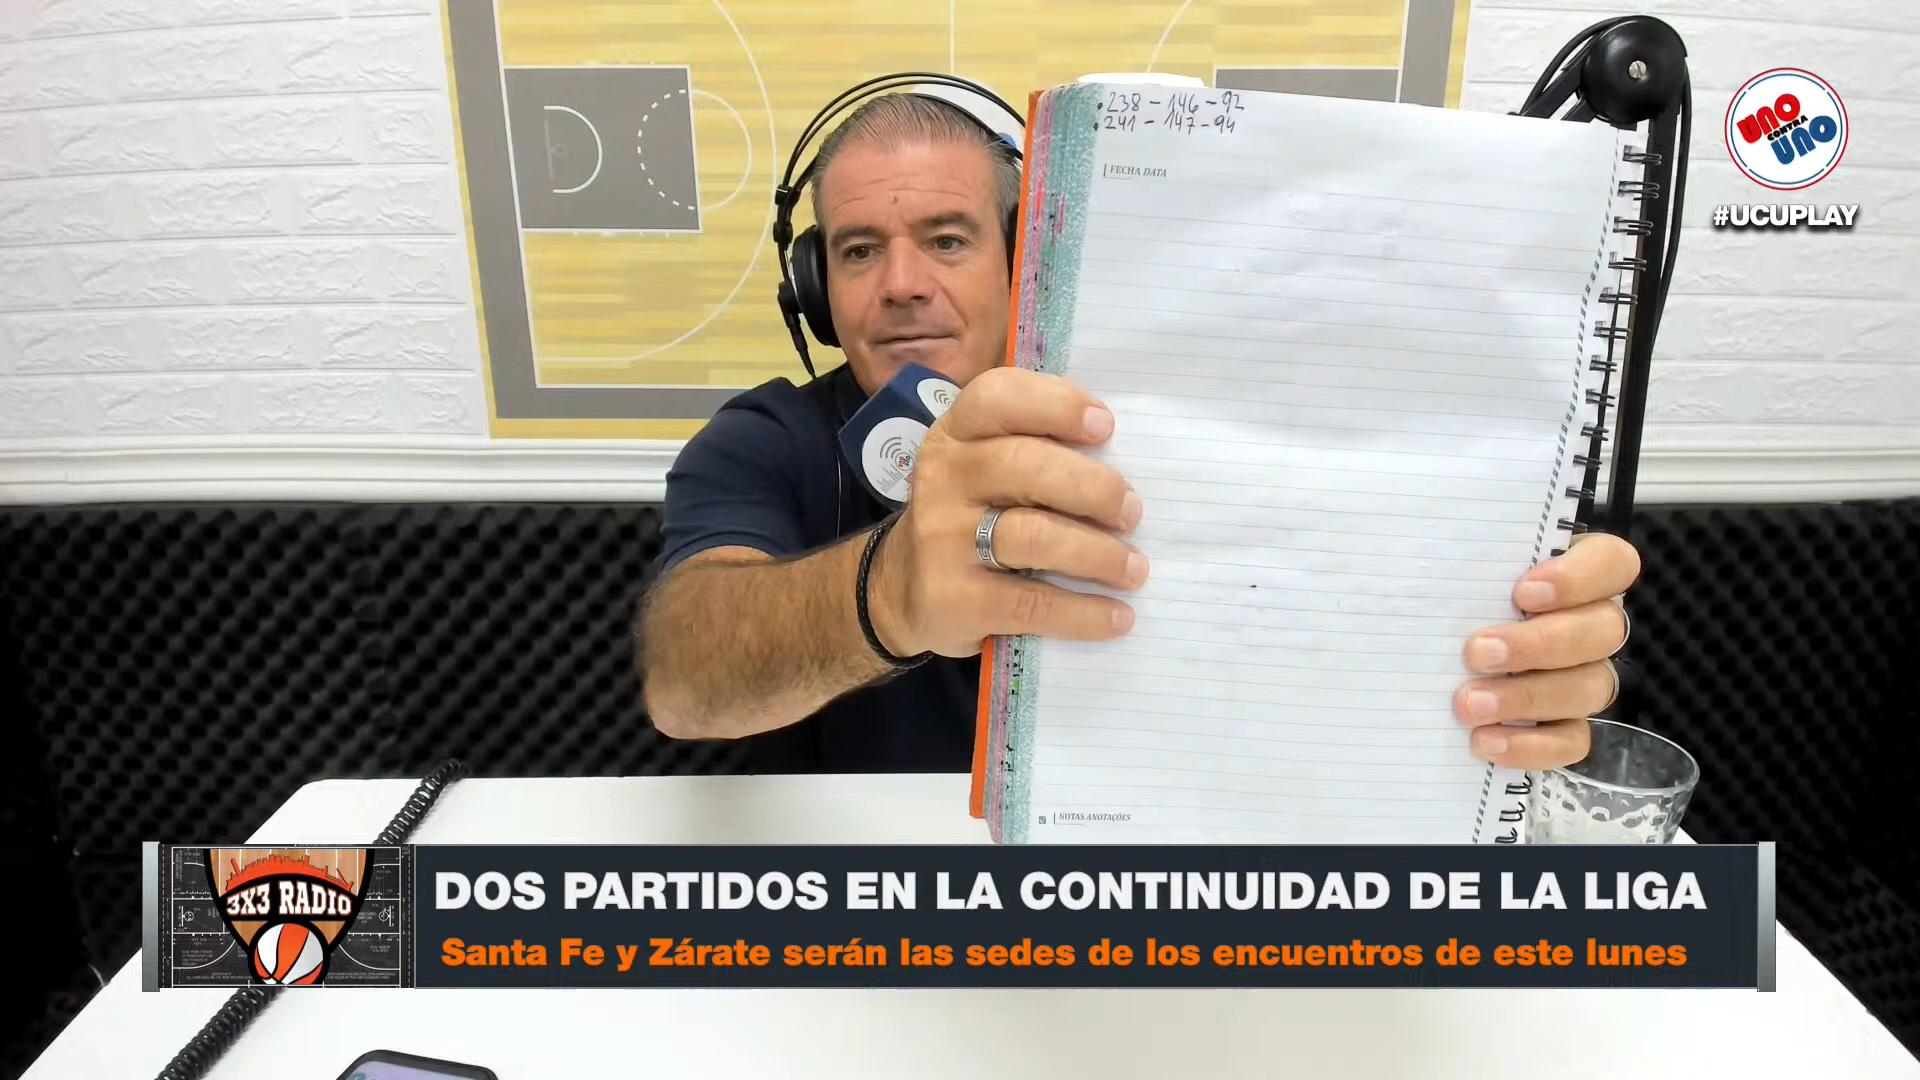 • 238 - 146 - 92
• 241 - 147 - 94
FECHA DATA
UNO
CONTRA
UNO
#UCUPLAY
NOTAS ANOTAÇÕES
3X3 RADIO
DOS PARTIDOS EN LA CONTINUIDAD DE LA LIGA
Santa Fe y Zárate serán las sedes de los encuentros de este lunes